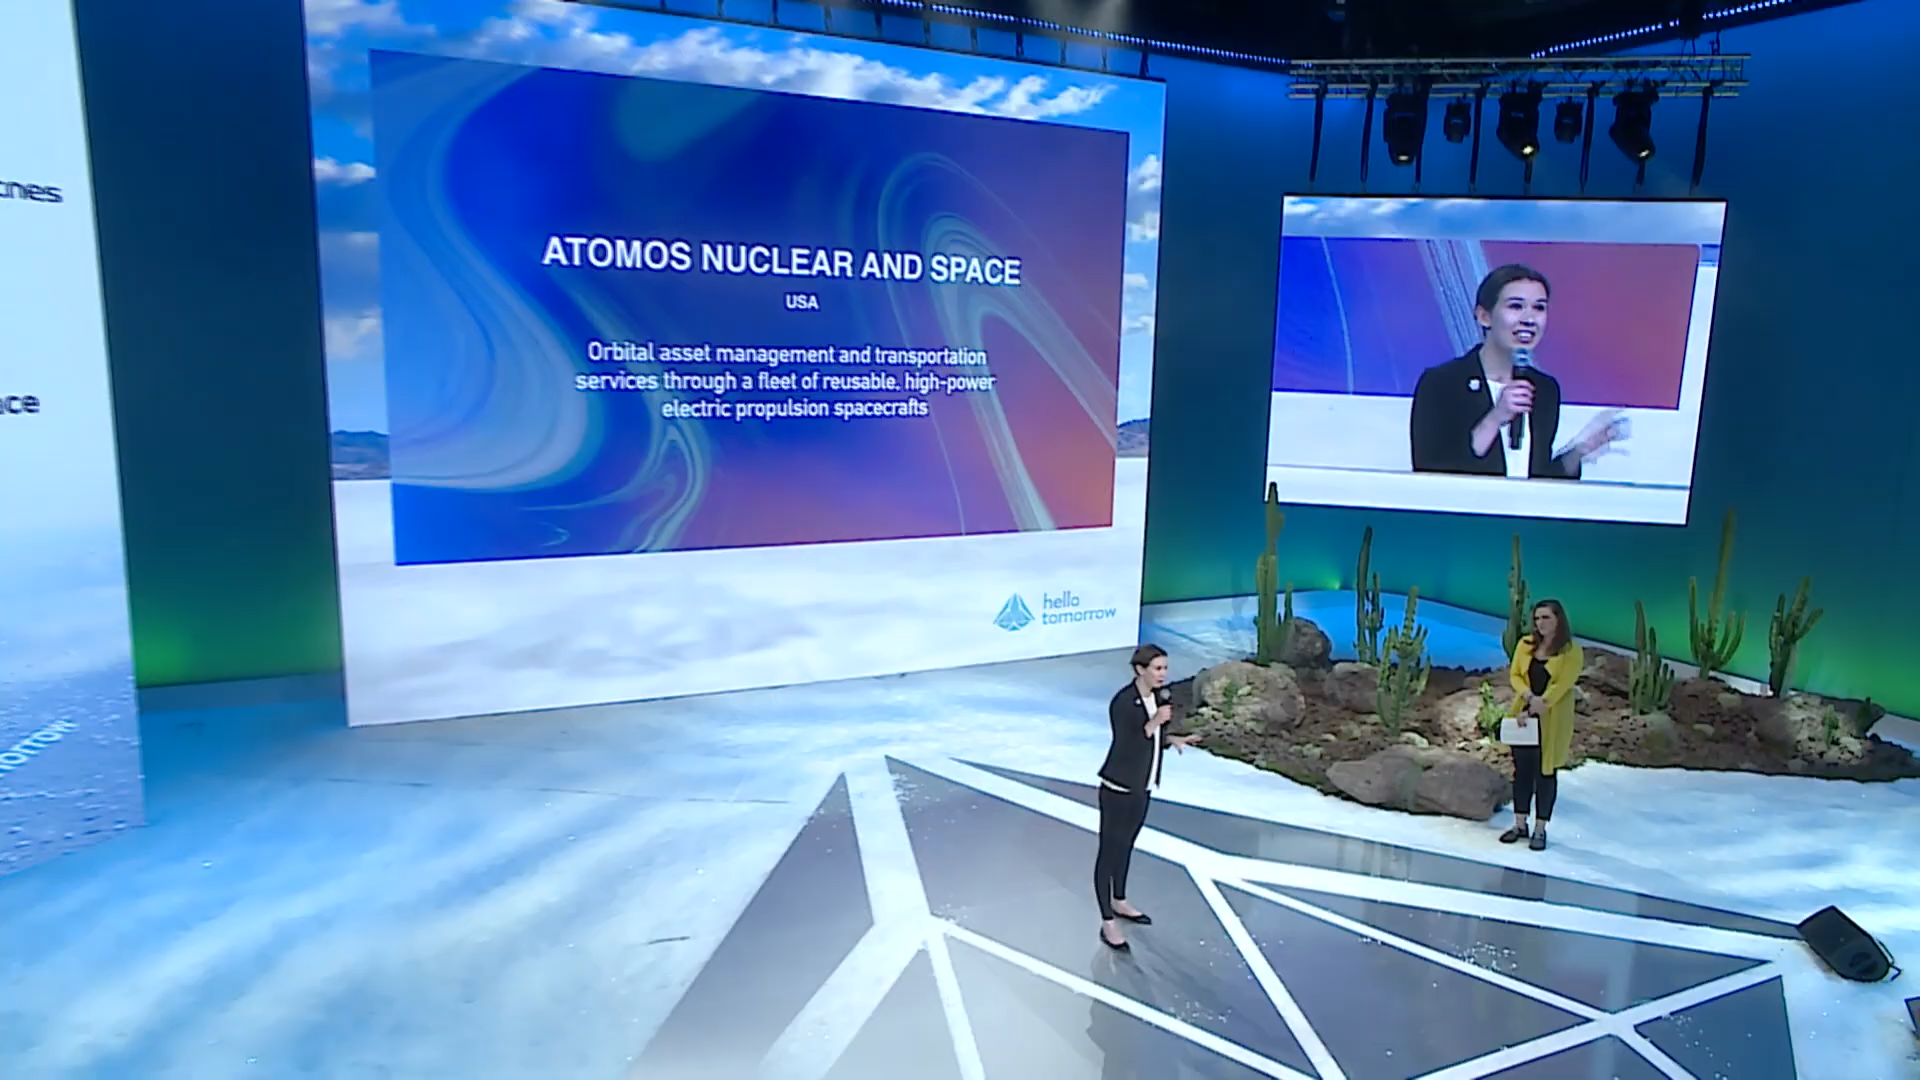 ATOMOS NUCLEAR AND SPACE
USA
Orbital asset management and transportation
services through a fleet of reusable, high-power
electric propulsion spacecrafts
hello
tomorrow